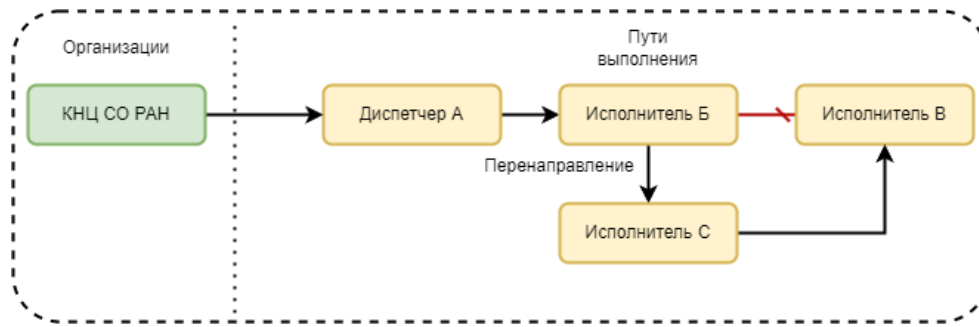 Организации
Пути
выполнения
КНЦ СО РАН
Диспетчер А
Исполнитель Б
Исполнитель В
Перенаправление
Исполнитель С